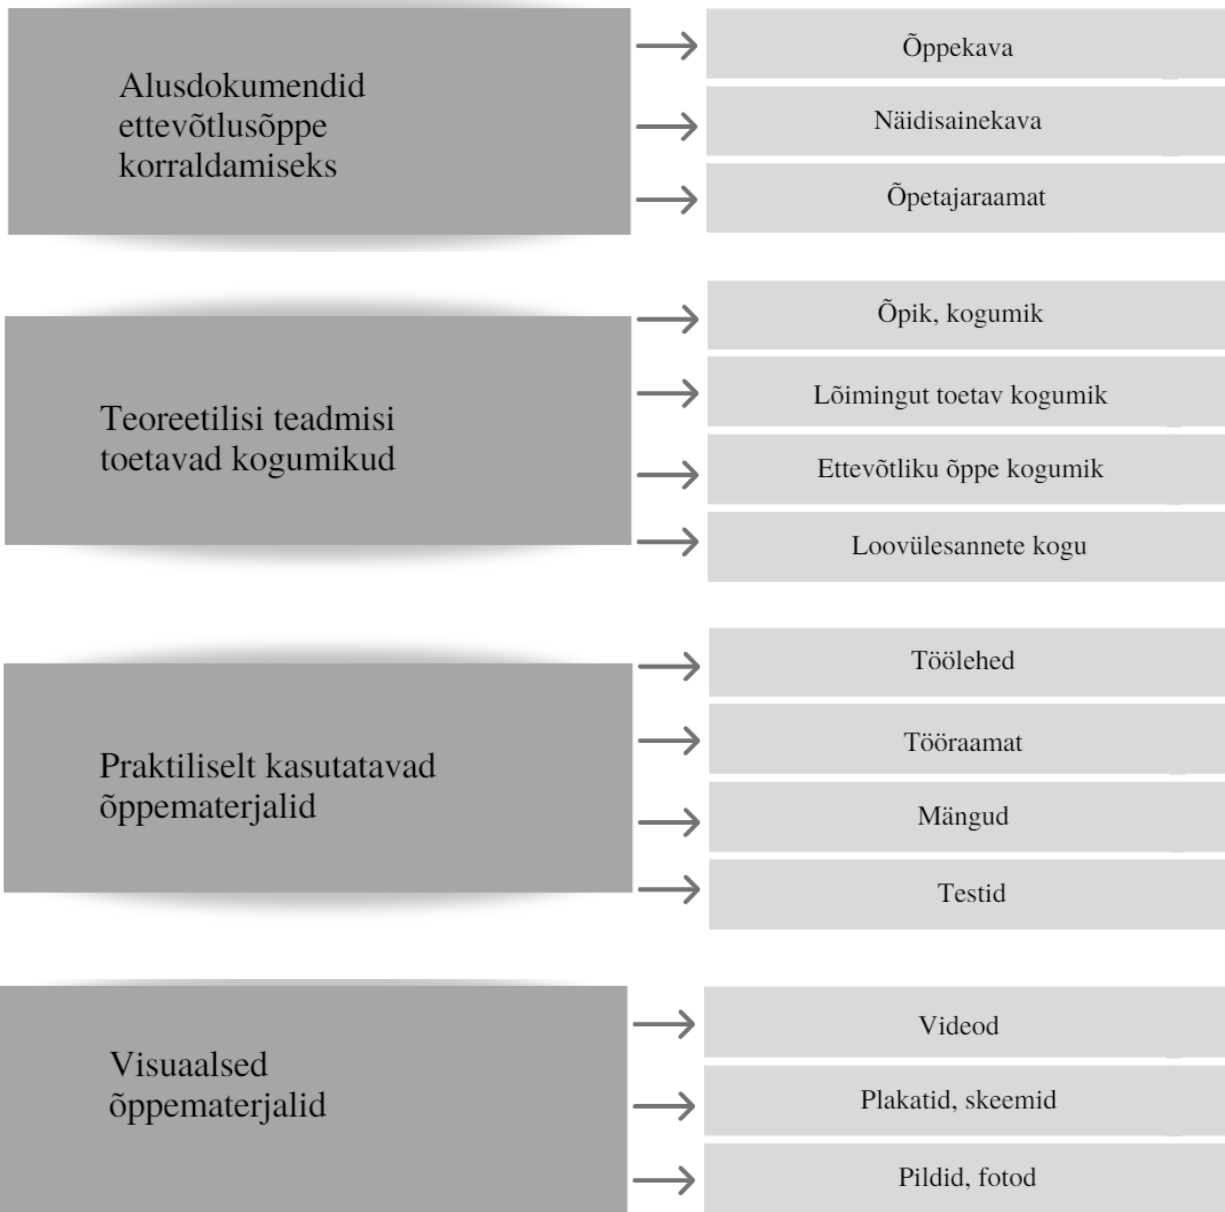 Alusdokumendid
ettevõtlusõppe
korraldamiseks
Õppekava
Näidisainekava
Õpetajaraamat
Teoreetilisi teadmisi
toetavad kogumikud
Õpik, kogumik
Lõimingut toetav kogumik
Ettevõtliku õppe kogumik
Loovülesannete kogu
Praktiliselt kasutatavad
õppematerjalid
Töölehed
Tööraamat
Mängud
Testid
Visuaalsed
õppematerjalid
Videod
Plakatid, skeemid
Pildid, fotod